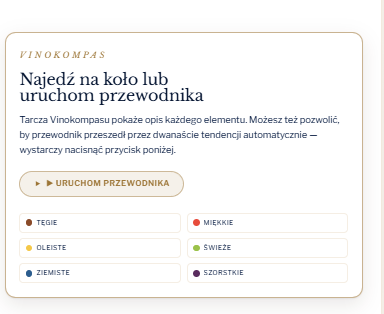 VINOKOMPAS
Najedź na koło lub
uruchom przewodnika
Tarcza Vinokompasu pokaże opis każdego elementu. Możesz też pozwolić,
by przewodnik przeszedł przez dwanaście tendencji automatycznie —
wystarczy nacisnąć przycisk poniżej.
▸ ▶ URUCHOM PRZEWODNIKA
TĘGIE
MIĘKKIE
OLEISTE
ŚWIEŻE
ZIEMISTE
SZORSTKIE